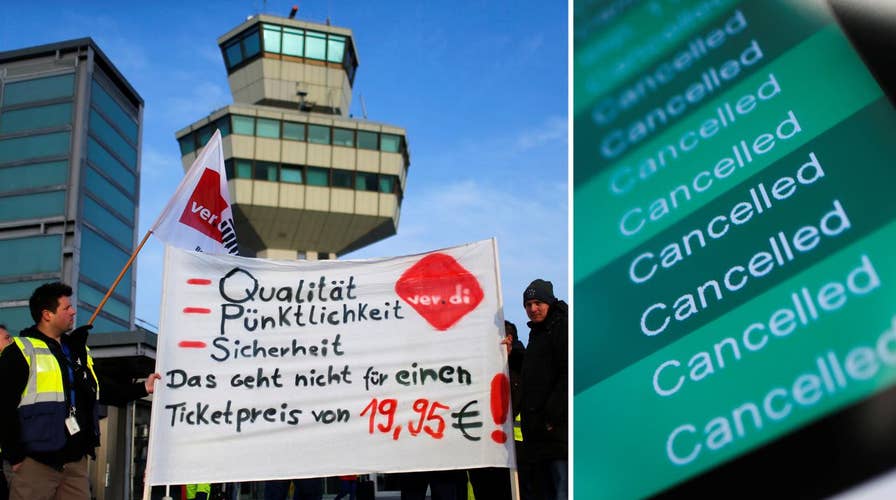 ver.di
Qualität
Pünktlichkeit
Sicherheit
ver.di
Das geht nicht für einen
Ticketpreis von 19,95 € !
Cancelled
Cancelled
Cancelled
Cancelled
Cancelled
Cancelled
Cancelled
Cancelled